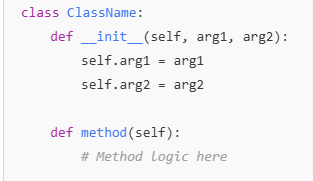 class ClassName:
    def __init__(self, arg1, arg2):
        self.arg1 = arg1
        self.arg2 = arg2

    def method(self):
        # Method logic here